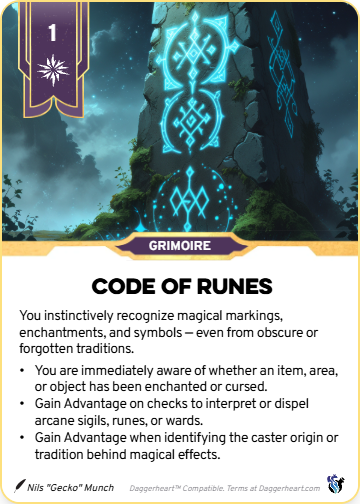 1
GRIMOIRE
CODE OF RUNES
You instinctively recognize magical markings,
enchantments, and symbols — even from obscure or
forgotten traditions.
• You are immediately aware of whether an item, area,
or object has been enchanted or cursed.
• Gain Advantage on checks to interpret or dispel
arcane sigils, runes, or wards.
• Gain Advantage when identifying the caster origin or
tradition behind magical effects.
Nils "Gecko" Munch
Daggerheart™ Compatible. Terms at Daggerheart.com